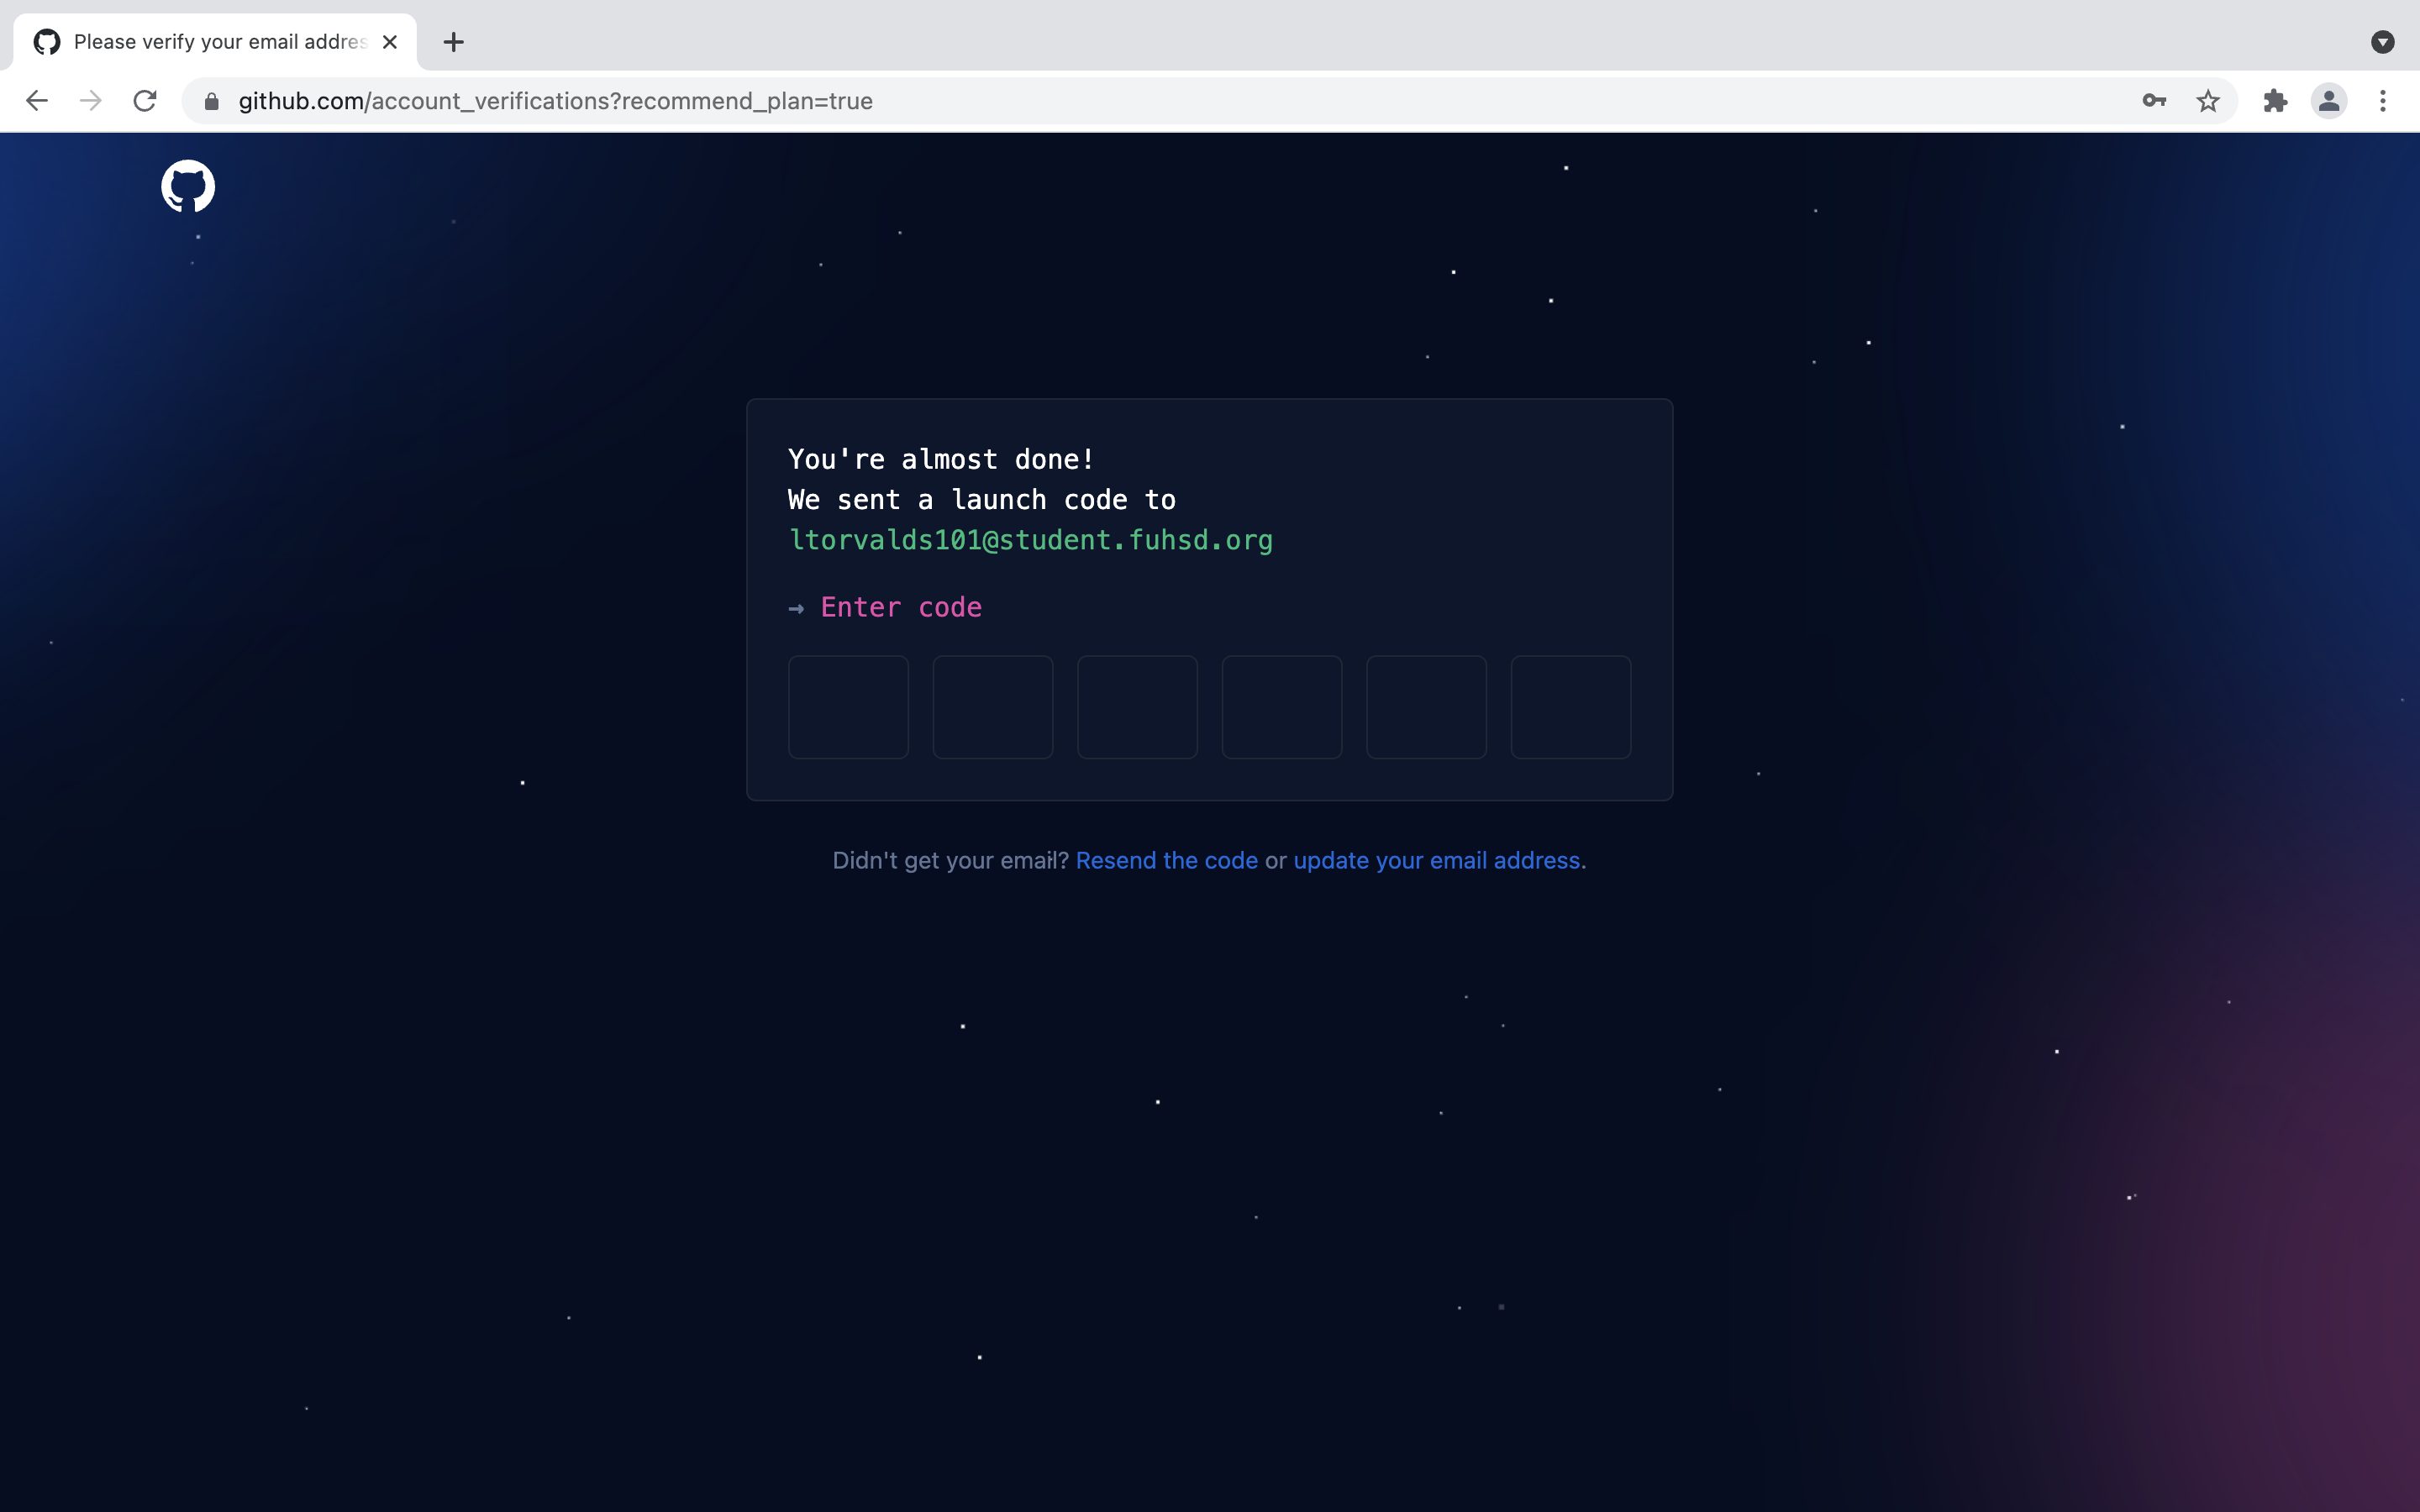 Please verify your email addres
github.com/account_verifications?recommend_plan=true
You're almost done!
We sent a launch code to
ltorvalds101@student.fuhsd.org
→ Enter code
Didn't get your email? Resend the code or update your email address.